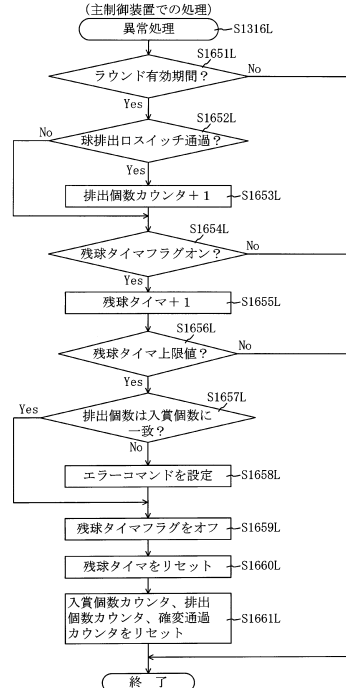 (主制御装置での処理)
異常処理
S1316L
S1651L
ラウンド有効期間?
No
Yes
S1652L
No
球排出口スイッチ通過?
Yes
排出個数カウンタ+1
S1653L
S1654L
残球タイマフラグオン?
No
Yes
残球タイマ+1
S1655L
S1656L
残球タイマ上限値?
No
Yes
S1657L
Yes
排出個数は入賞個数に
一致?
No
エラーコマンドを設定
S1658L
残球タイマフラグをオフ
S1659L
残球タイマをリセット
S1660L
入賞個数カウンタ、排出
個数カウンタ、確変通過
カウンタをリセット
S1661L
終 了